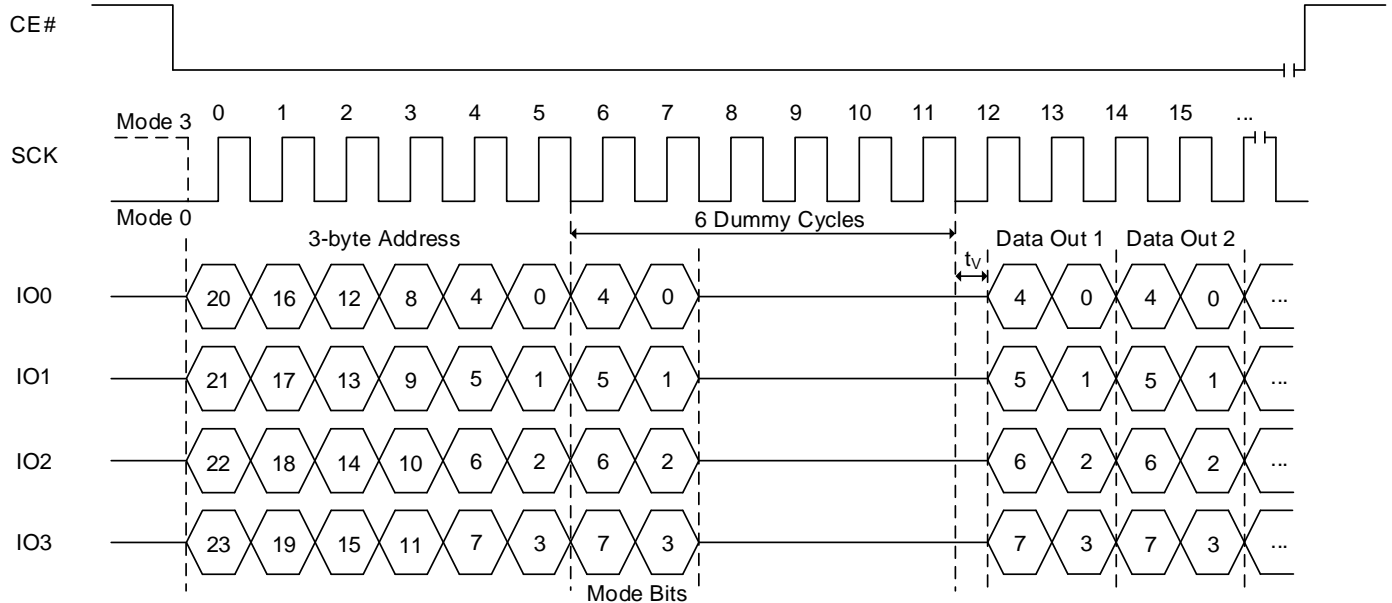 CE#
0 1 2 3 4 5 6 7 8 9 10 11 12 13 14 15 ...
Mode 3
SCK
Mode 0
6 Dummy Cycles
3-byte Address
Data Out 1 Data Out 2
tV
IO0 20 16 12 8 4 0 4 0 4 0 4 0 ...
IO1 21 17 13 9 5 1 5 1 5 1 5 1 ...
IO2 22 18 14 10 6 2 6 2 6 2 6 2 ...
IO3 23 19 15 11 7 3 7 3 7 3 7 3 ...
Mode Bits